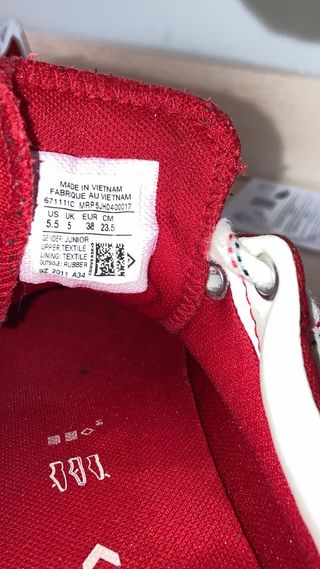 MADE IN VIETNAM
FABRIQUE AU VIETNAM
671111C MRP5JH0400017
US UK EUR CM
5.5 5 38 23.5
GENDER: JUNIOR
UPPER:TEXTILE
LINING: TEXTILE
OUTSOLE: RUBBER
9Z 2011 A34